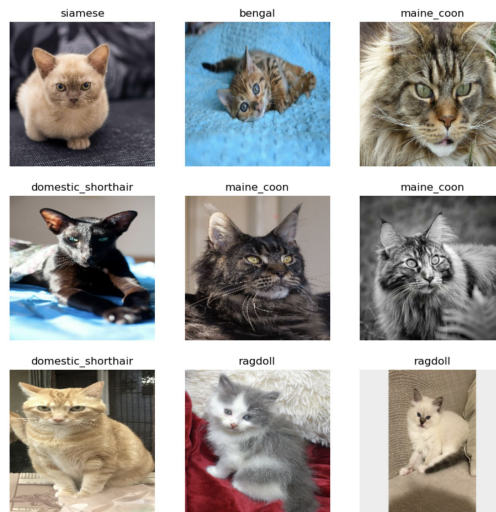 siamese
bengal
maine_coon
domestic_shorthair
maine_coon
maine_coon
domestic_shorthair
ragdoll
ragdoll